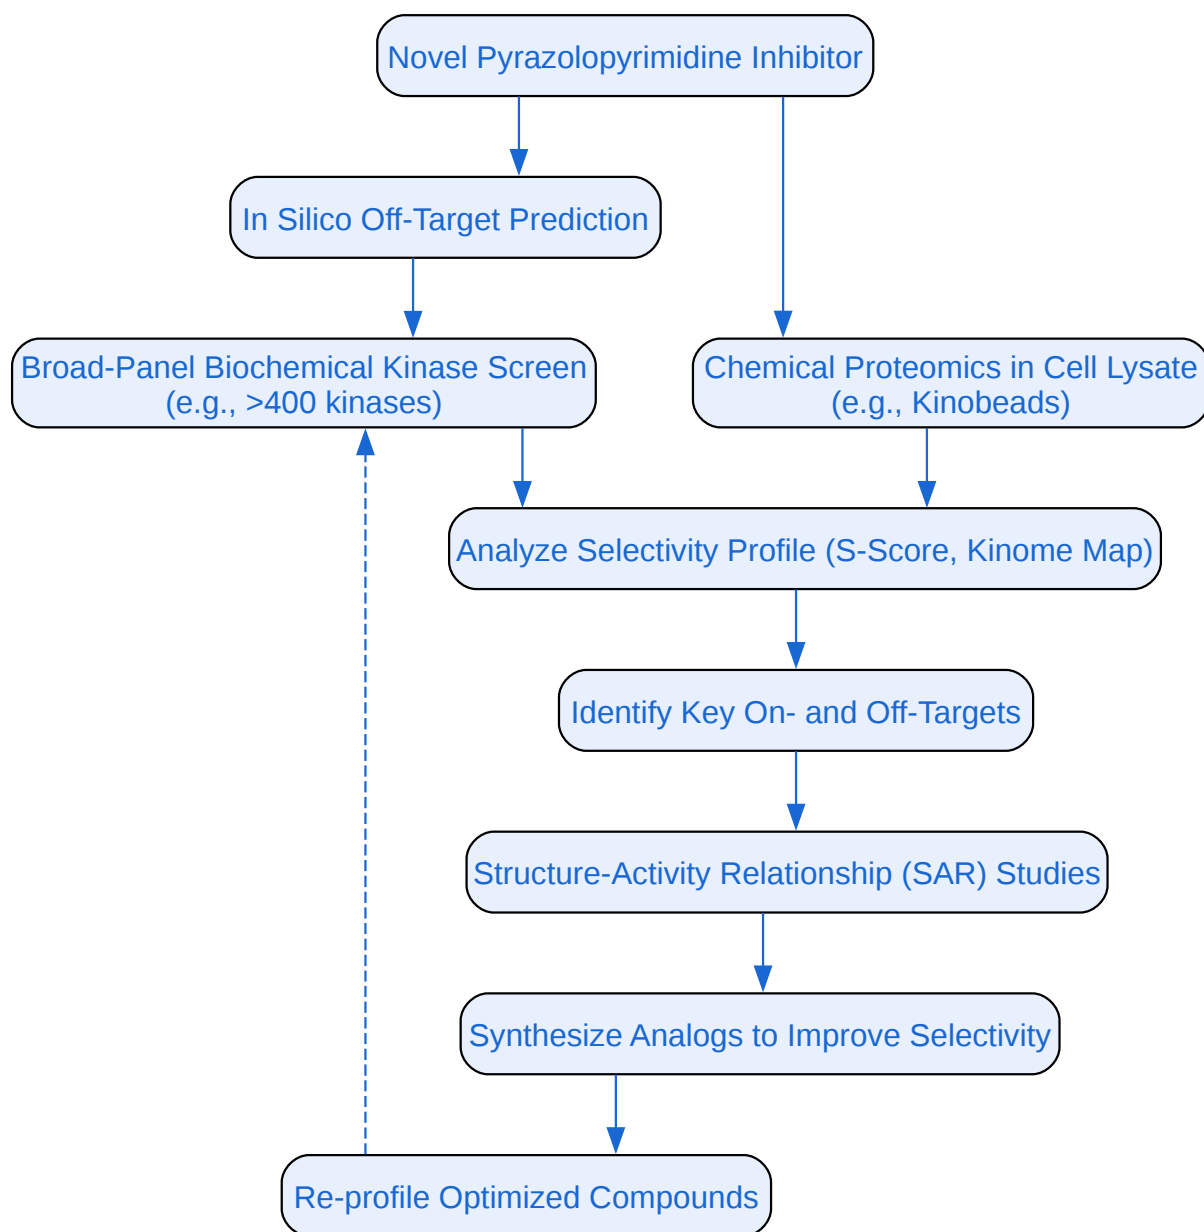 Novel Pyrazolopyrimidine Inhibitor
In Silico Off-Target Prediction
Broad-Panel Biochemical Kinase Screen
(e.g., >400 kinases)
Chemical Proteomics in Cell Lysate
(e.g., Kinobeads)
Analyze Selectivity Profile (S-Score, Kinome Map)
Identify Key On- and Off-Targets
Structure-Activity Relationship (SAR) Studies
Synthesize Analogs to Improve Selectivity
Re-profile Optimized Compounds